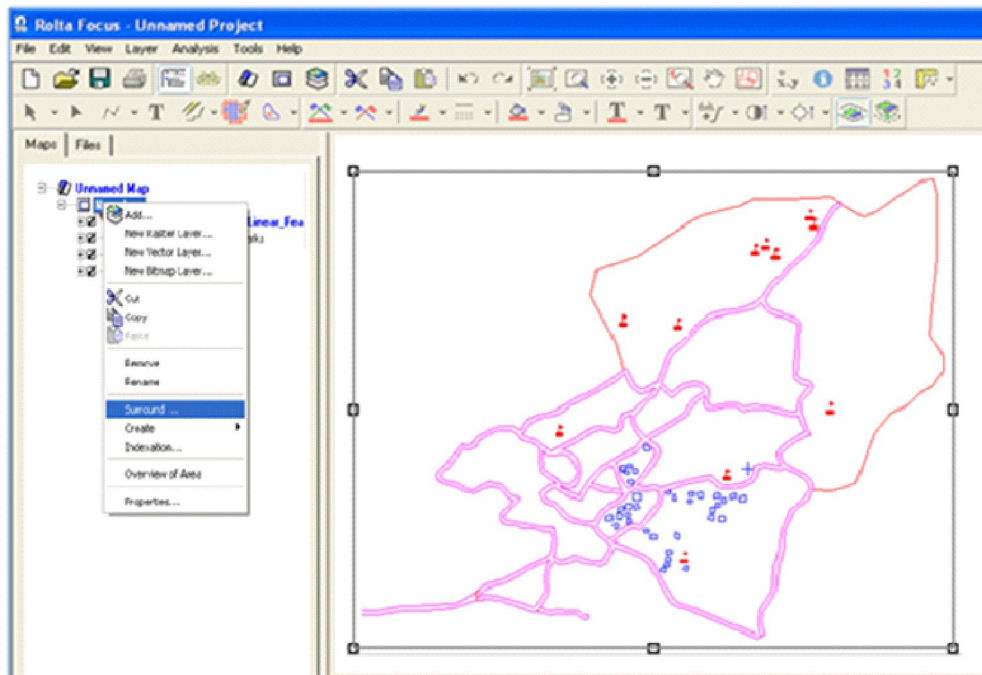 Rolta Focus - Unnamed Project
File Edit View Layer Analysis Tools Help
Maps Files
Unnamed Map
Add...
Linear_Fea
New Raster Layer...
New Vector Layer...
New Bitmap Layer...
Cut
Copy
Paste
Remove
Rename
Surround ...
Create
Indexation...
Overview of Area
Properties...